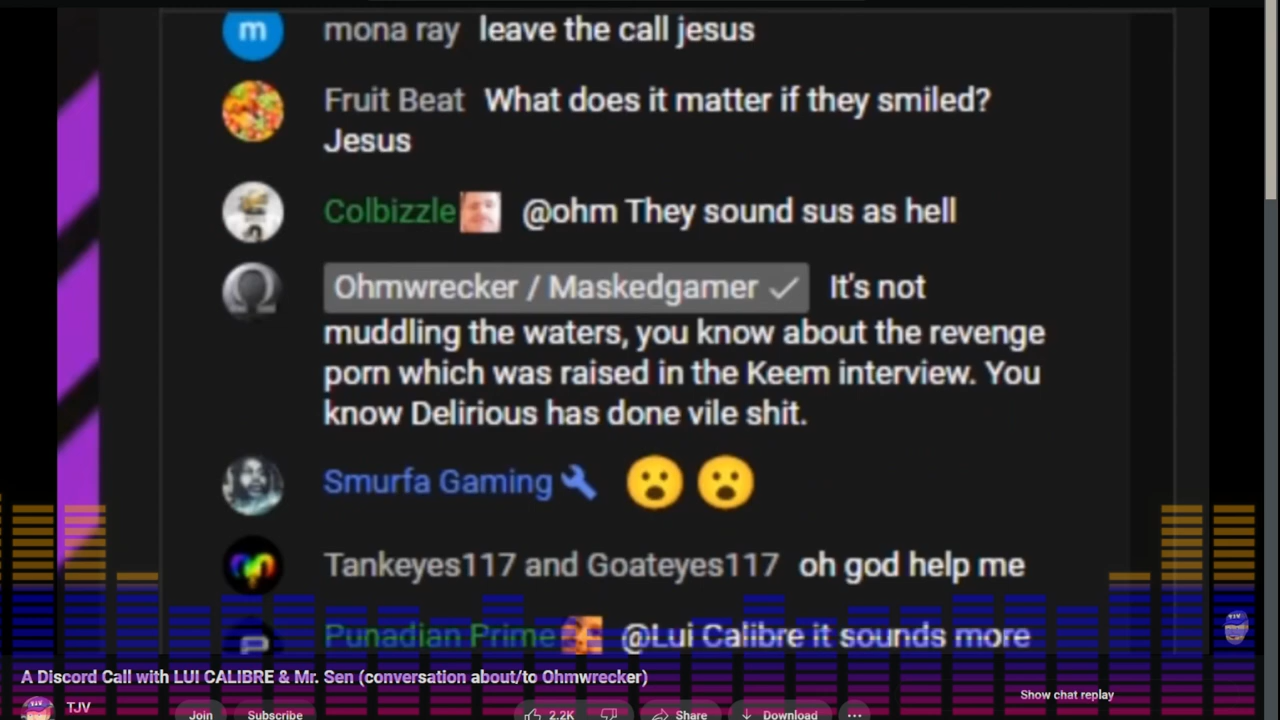 m mona ray leave the call jesus
Fruit Beat What does it matter if they smiled?
Jesus
Colbizzle @ohm They sound sus as hell
Ohmwrecker / Maskedgamer ✓ It's not
muddling the waters, you know about the revenge
porn which was raised in the Keem interview. You
know Delirious has done vile shit.
Smurfa Gaming 😮 😮
Tankeyes117 and Goateyes117 oh god help me
Punadian Prime @Lui Calibre it sounds more
A Discord Call with LUI CALIBRE & Mr. Sen (conversation about/to Ohmwrecker)
Show chat replay
TJV
Join Subscribe 2.2K Share Download ...